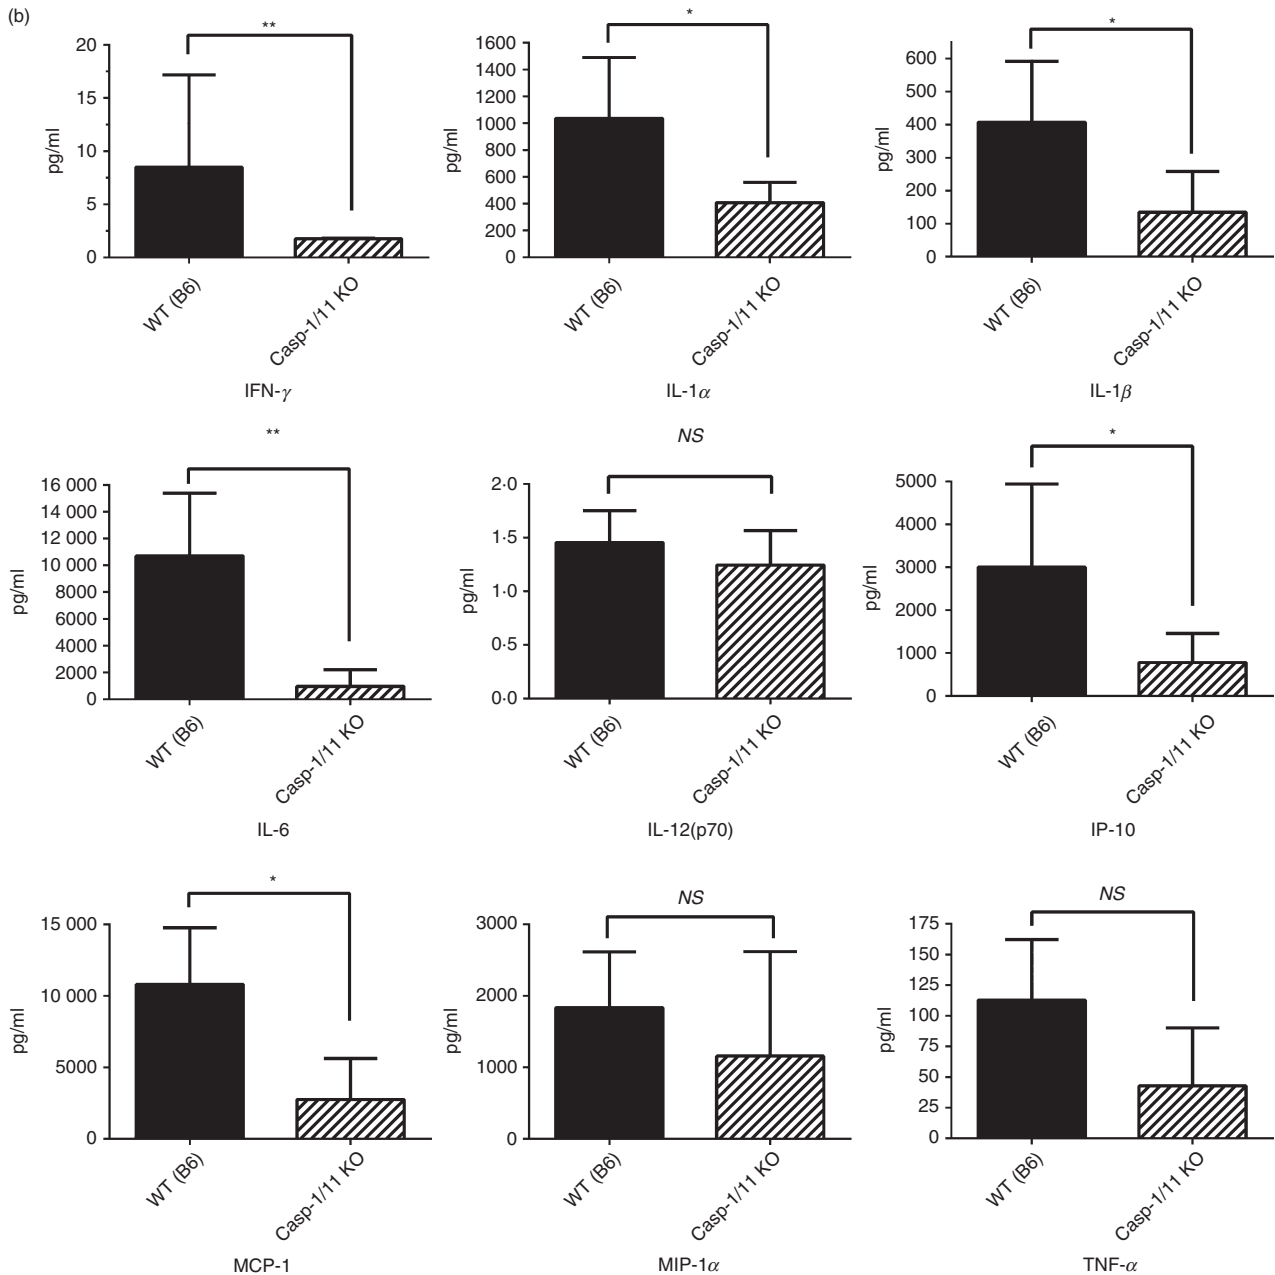 (b)
**
20
15
10
5
0
pg/ml
WT (B6)
Casp-1/11 KO
IFN-γ
*
1600
1400
1200
1000
800
600
400
200
0
pg/ml
WT (B6)
Casp-1/11 KO
IL-1α
*
600
500
400
300
200
100
0
pg/ml
WT (B6)
Casp-1/11 KO
IL-1β
**
16 000
14 000
12 000
10 000
8000
6000
4000
2000
0
pg/ml
WT (B6)
Casp-1/11 KO
IL-6
NS
2·0
1·5
1·0
0·5
0·0
pg/ml
WT (B6)
Casp-1/11 KO
IL-12(p70)
*
5000
4000
3000
2000
1000
0
pg/ml
WT (B6)
Casp-1/11 KO
IP-10
*
15 000
10 000
5000
0
pg/ml
WT (B6)
Casp-1/11 KO
MCP-1
NS
3000
2000
1000
0
pg/ml
WT (B6)
Casp-1/11 KO
MIP-1α
NS
175
150
125
100
75
50
25
0
pg/ml
WT (B6)
Casp-1/11 KO
TNF-α